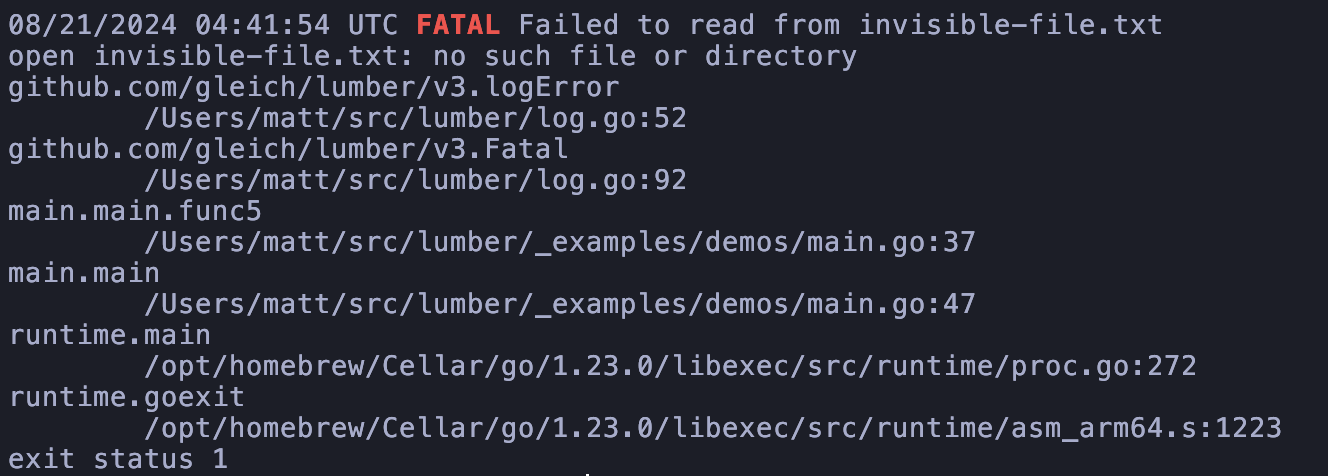 08/21/2024 04:41:54 UTC FATAL Failed to read from invisible-file.txt
open invisible-file.txt: no such file or directory
github.com/gleich/lumber/v3.logError
        /Users/matt/src/lumber/log.go:52
github.com/gleich/lumber/v3.Fatal
        /Users/matt/src/lumber/log.go:92
main.main.func5
        /Users/matt/src/lumber/_examples/demos/main.go:37
main.main
        /Users/matt/src/lumber/_examples/demos/main.go:47
runtime.main
        /opt/homebrew/Cellar/go/1.23.0/libexec/src/runtime/proc.go:272
runtime.goexit
        /opt/homebrew/Cellar/go/1.23.0/libexec/src/runtime/asm_arm64.s:1223
exit status 1